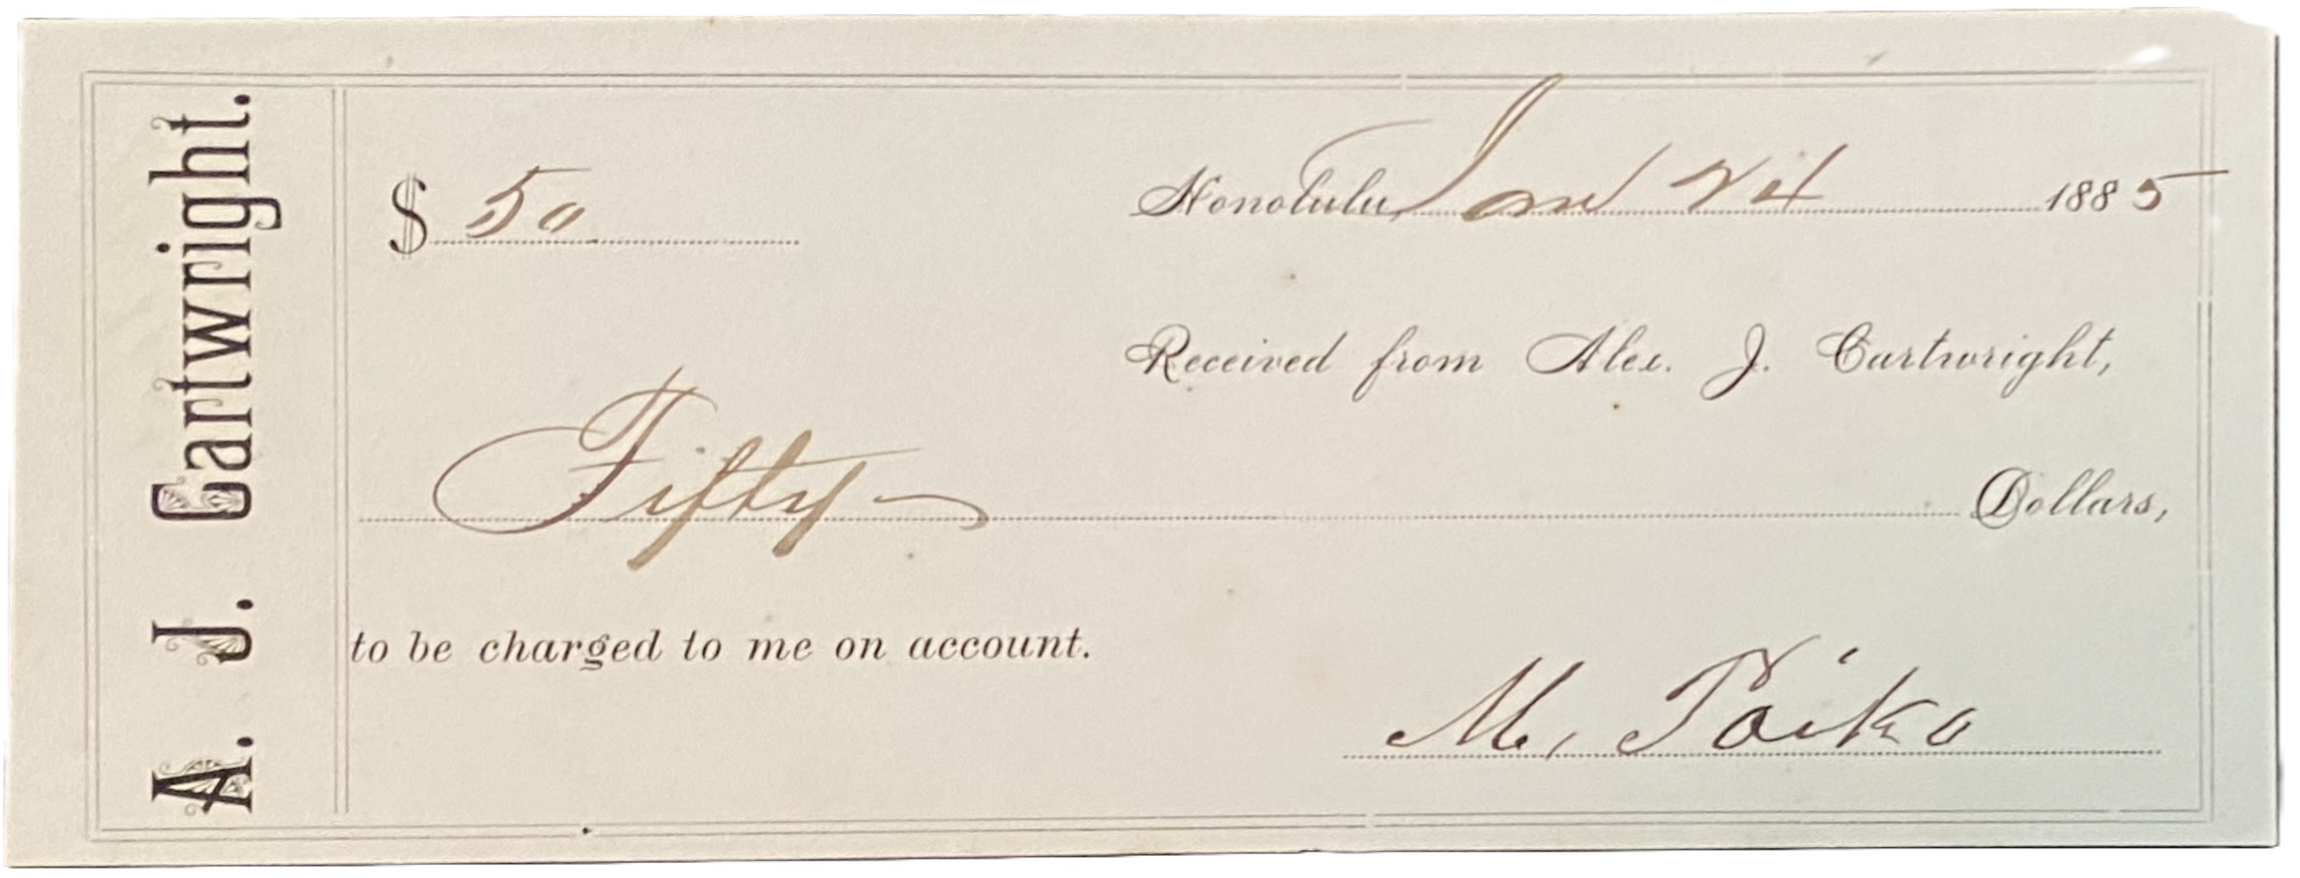 A. J. Cartwright.
$ 50
Honolulu, Jan 24 1885
Received from Alex. J. Cartwright,
Fifty Dollars,
to be charged to me on account.
M.